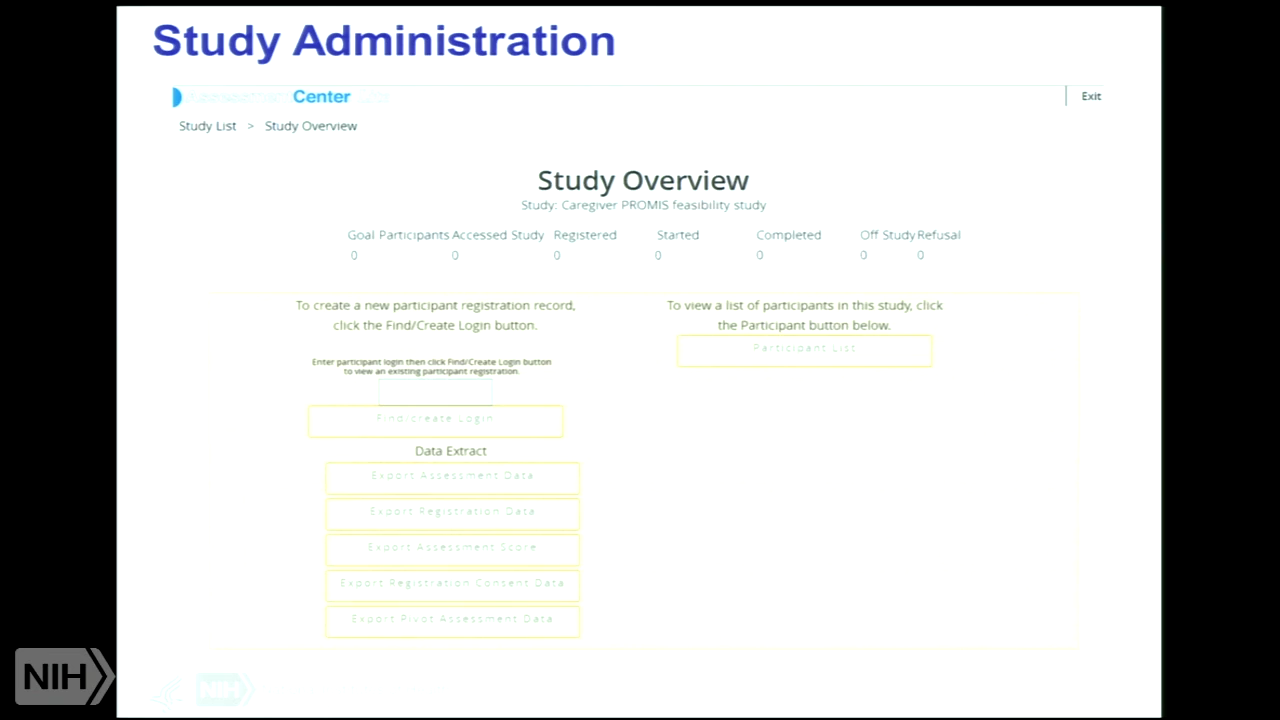 Study Administration
Assessment Center
Exit
Study List > Study Overview
Study Overview
Study: Caregiver PROMIS feasibility study
Goal Participants Accessed Study Registered Started Completed Off Study Refusal
0 0 0 0 0 0 0
To create a new participant registration record,
click the Find/Create Login button.
To view a list of participants in this study, click
the Participant button below.
Participant List
Enter participant login then click Find/Create Login button
to view an existing participant registration.
Find/create Login
Data Extract
Export Assessment Data
Export Registration Data
Export Assessment Score
Export Registration Consent Data
Export Pivot Assessment Data
NIH
NIH